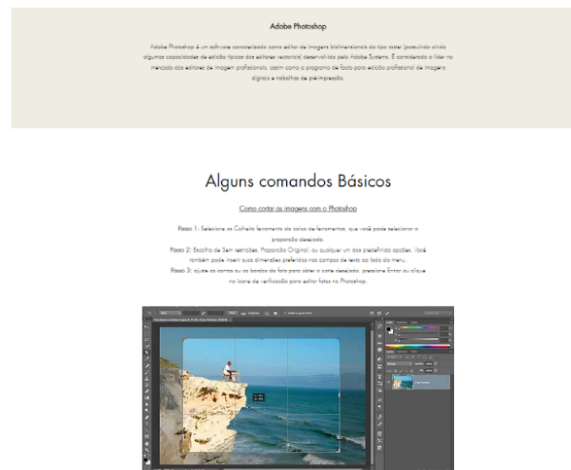 Adobe Photoshop
Adobe Photoshop é um software caracterizado como editor de imagens bidimensionais do tipo raster (possuindo ainda
algumas capacidades de edição típicas dos editores vectoriais) desenvolvido pela Adobe Systems. É considerado o líder no
mercado dos editores de imagem profissionais, assim como o programa de facto para edição profissional de imagens
digitais e trabalhos de pré-impressão.
Alguns comandos Básicos
Como cortar as imagens com o Photoshop
Passo 1: Selecione as Colheita ferramenta da caixa de ferramentas, que você pode selecionar a
proporção desejada.
Passo 2: Escolha de Sem restrições, Proporção Original, ou qualquer um dos predefinido opções. Você
também pode inserir suas dimensões preferidas nos campos de texto ao lado do menu.
Passo 3: ajuste os cantos ou as bordas da foto para obter o corte desejado, pressione Enter ou clique
no ícone de verificação para editar fotos no Photoshop.